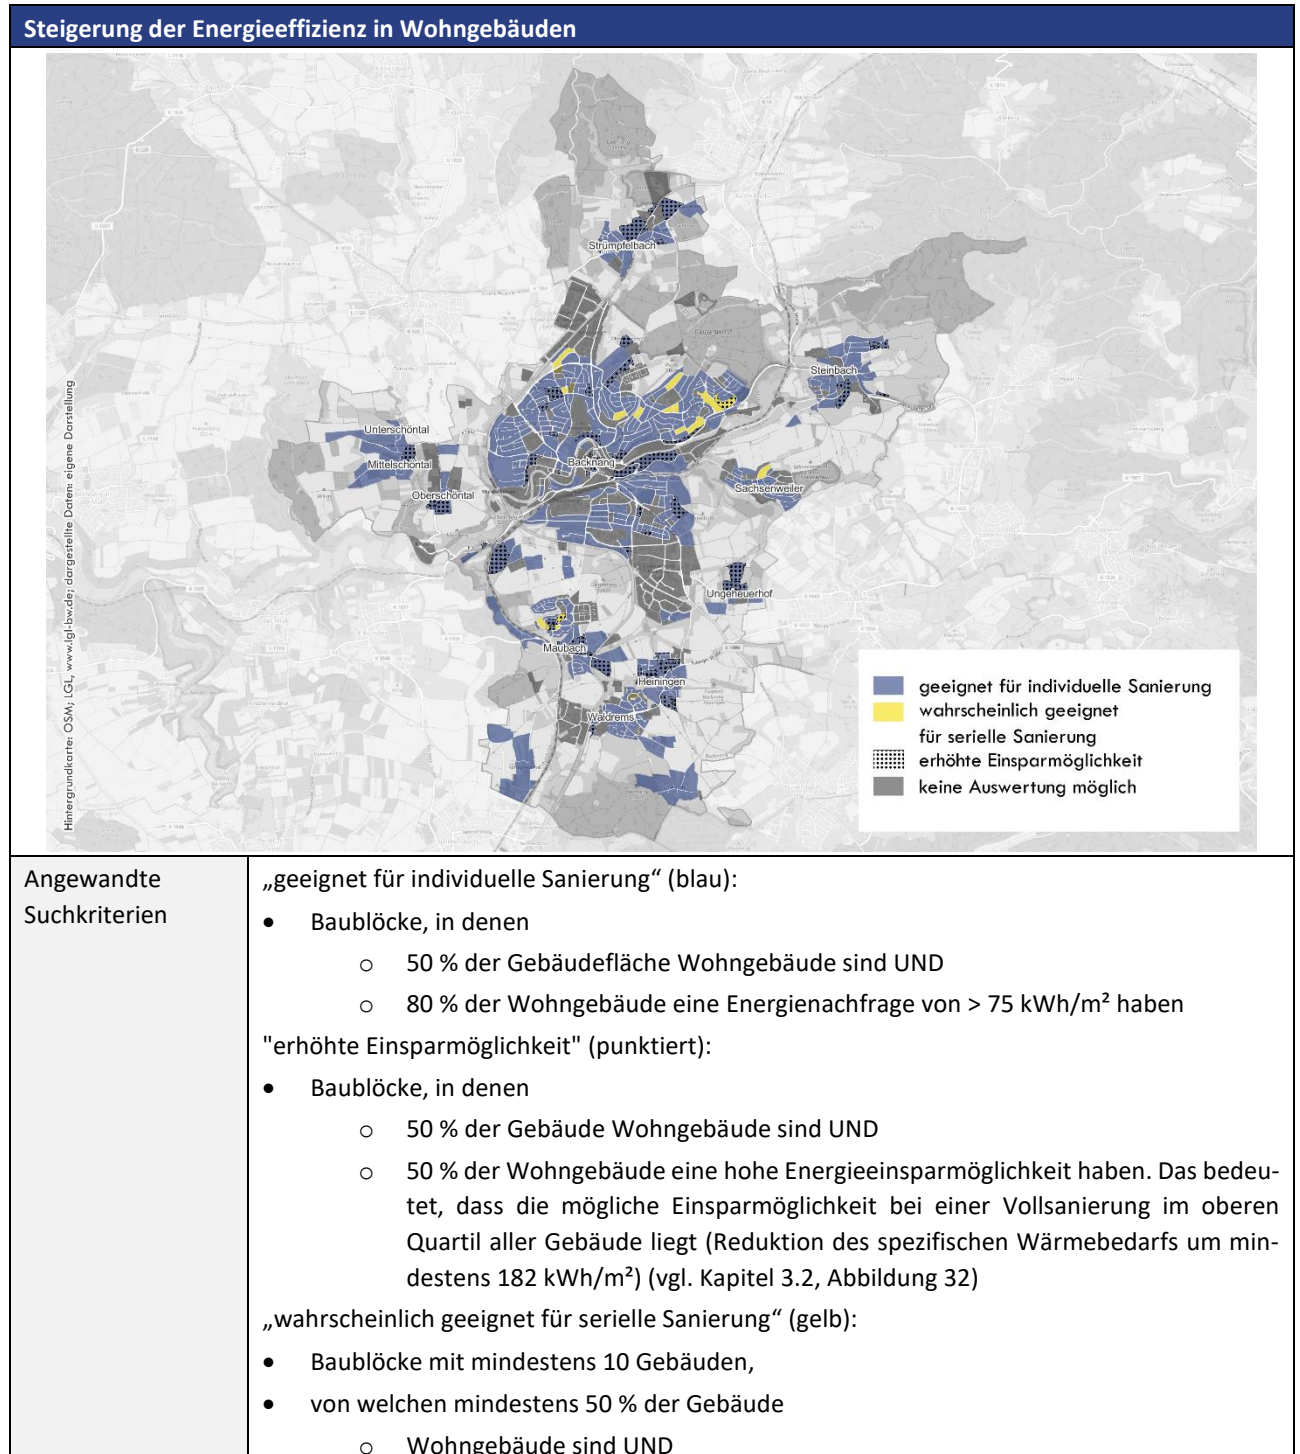 Steigerung der Energieeffizienz in Wohngebäuden
Strümpfelbach
Steinbach
Unterschöntal
Mittelschöntal
Oberschöntal
Backnang
Sachsenweiler
Ungeheuerhof
Maubach
Heiningen
Waldrems
Hintergrundkarte: OSM; LGL, www.lgl-bw.de; dargestellte Daten: eigene Darstellung
geeignet für individuelle Sanierung
wahrscheinlich geeignet
für serielle Sanierung
erhöhte Einsparmöglichkeit
keine Auswertung möglich
Angewandte
Suchkriterien
„geeignet für individuelle Sanierung“ (blau):
• Baublöcke, in denen
o 50 % der Gebäudefläche Wohngebäude sind UND
o 80 % der Wohngebäude eine Energienachfrage von > 75 kWh/m² haben
"erhöhte Einsparmöglichkeit" (punktiert):
• Baublöcke, in denen
o 50 % der Gebäude Wohngebäude sind UND
o 50 % der Wohngebäude eine hohe Energieeinsparmöglichkeit haben. Das bedeu-
tet, dass die mögliche Einsparmöglichkeit bei einer Vollsanierung im oberen
Quartil aller Gebäude liegt (Reduktion des spezifischen Wärmebedarfs um min-
destens 182 kWh/m²) (vgl. Kapitel 3.2, Abbildung 32)
„wahrscheinlich geeignet für serielle Sanierung“ (gelb):
• Baublöcke mit mindestens 10 Gebäuden,
• von welchen mindestens 50 % der Gebäude
o Wohngebäude sind UND